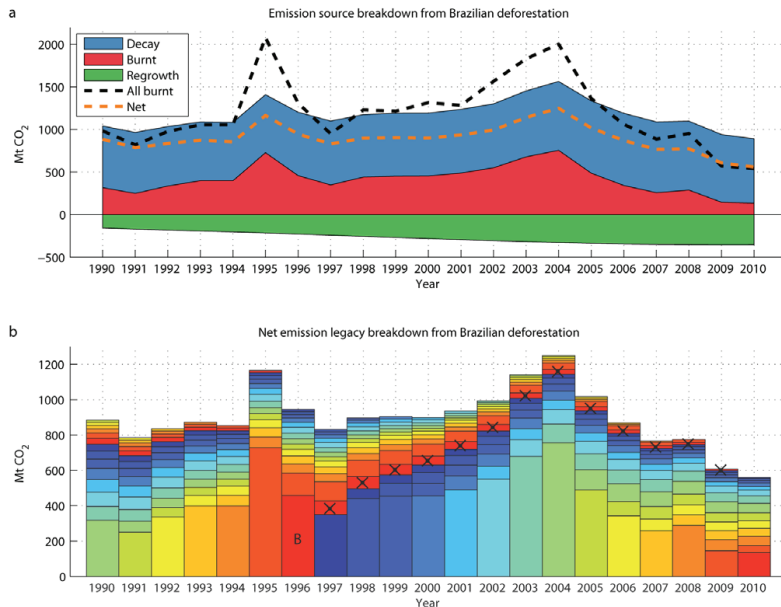 a
Emission source breakdown from Brazilian deforestation
2000
1500
1000
500
0
−500
Mt CO2
Decay
Burnt
Regrowth
All burnt
Net
1990 1991 1992 1993 1994 1995 1996 1997 1998 1999 2000 2001 2002 2003 2004 2005 2006 2007 2008 2009 2010
Year
b
Net emission legacy breakdown from Brazilian deforestation
1200
1000
800
600
400
200
0
Mt CO2
B
1990 1991 1992 1993 1994 1995 1996 1997 1998 1999 2000 2001 2002 2003 2004 2005 2006 2007 2008 2009 2010
Year